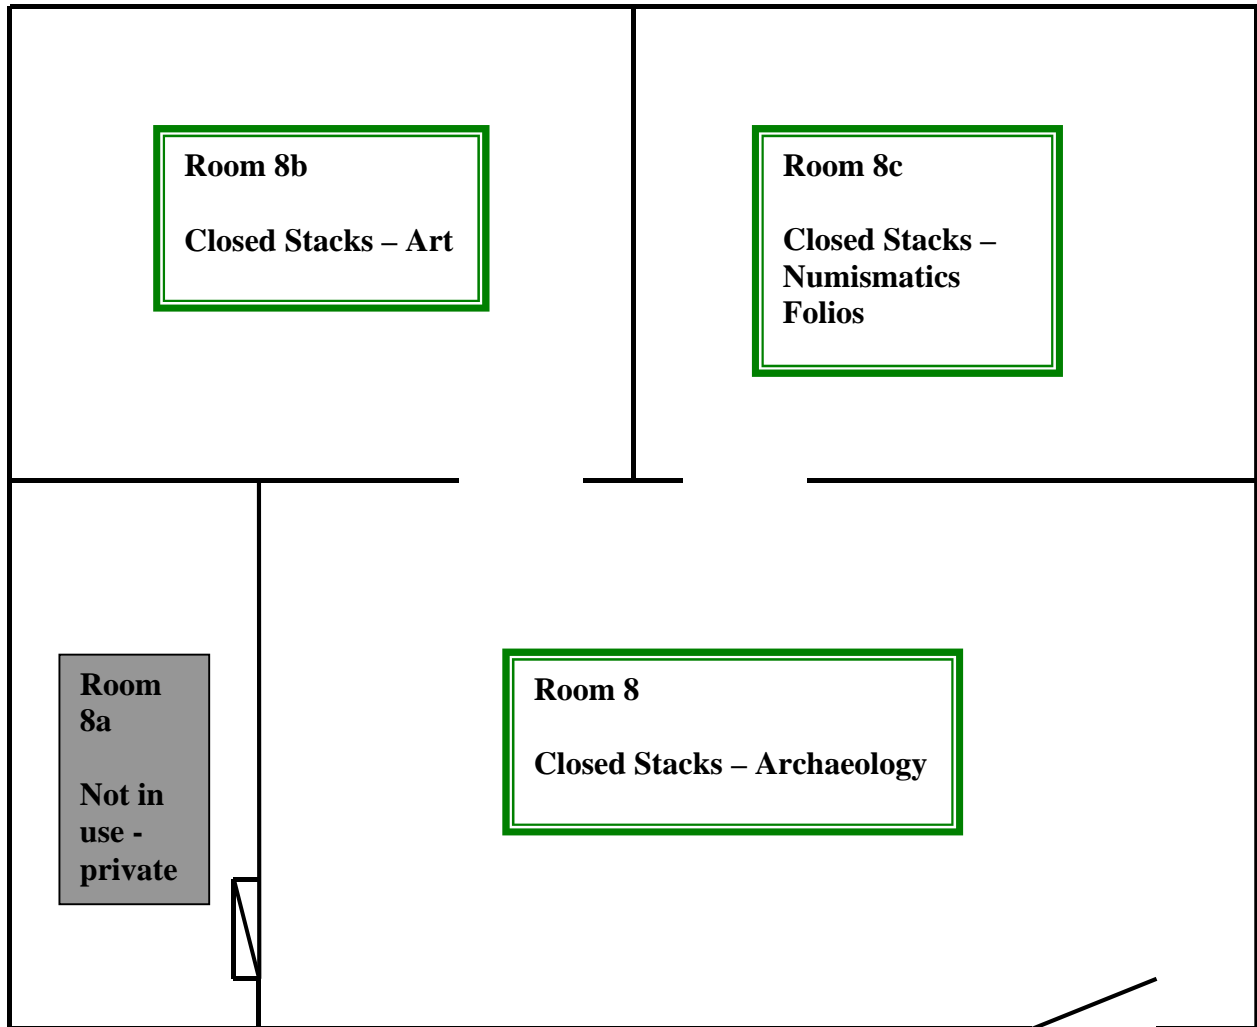 Room 8b
Closed Stacks – Art
Room 8c
Closed Stacks –
Numismatics
Folios
Room
8a
Not in
use -
private
Room 8
Closed Stacks – Archaeology